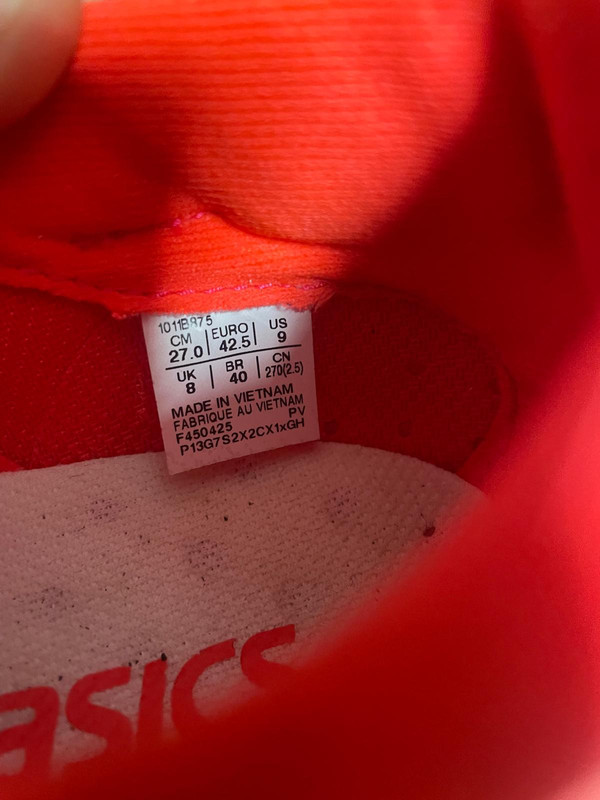 1011B875
CM EURO US
27.0 42.5 9
UK BR CN
8 40 270(2.5)
MADE IN VIETNAM
FABRIQUE AU VIETNAM
F450425 PV
P13G7S2X2CX1xGH
asics